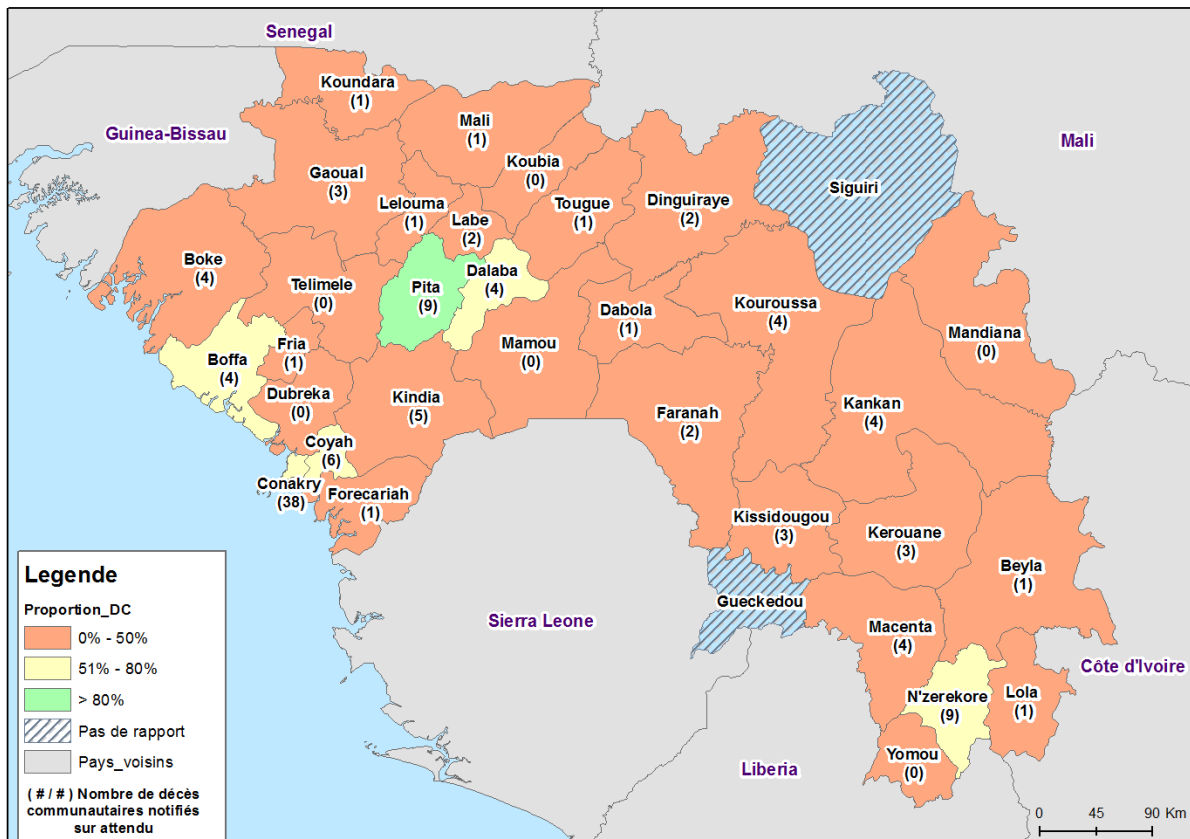 Senegal
Koundara
(1)
Guinea-Bissau
Mali
(1)
Mali
Koubia
(0)
Gaoual
(3)
Siguiri
Lelouma
(1)
Tougue
(1)
Dinguiraye
(2)
Labe
(2)
Boke
(4)
Telimele
(0)
Pita
(9)
Dalaba
(4)
Dabola
(1)
Kouroussa
(4)
Mandiana
(0)
Fria
(1)
Mamou
(0)
Boffa
(4)
Dubreka
(0)
Kindia
(5)
Faranah
(2)
Kankan
(4)
Coyah
(6)
Conakry
(38)
Forecariah
(1)
Kissidougou
(3)
Kerouane
(3)
Beyla
(1)
Gueckedou
Sierra Leone
Macenta
(4)
Côte d'Ivoire
N'zerekore
(9)
Lola
(1)
Yomou
(0)
Liberia
Legende
Proportion_DC
0% - 50%
51% - 80%
> 80%
Pas de rapport
Pays_voisins
( # / # ) Nombre de décès
communautaires notifiés
sur attendu
0 45 90 Km